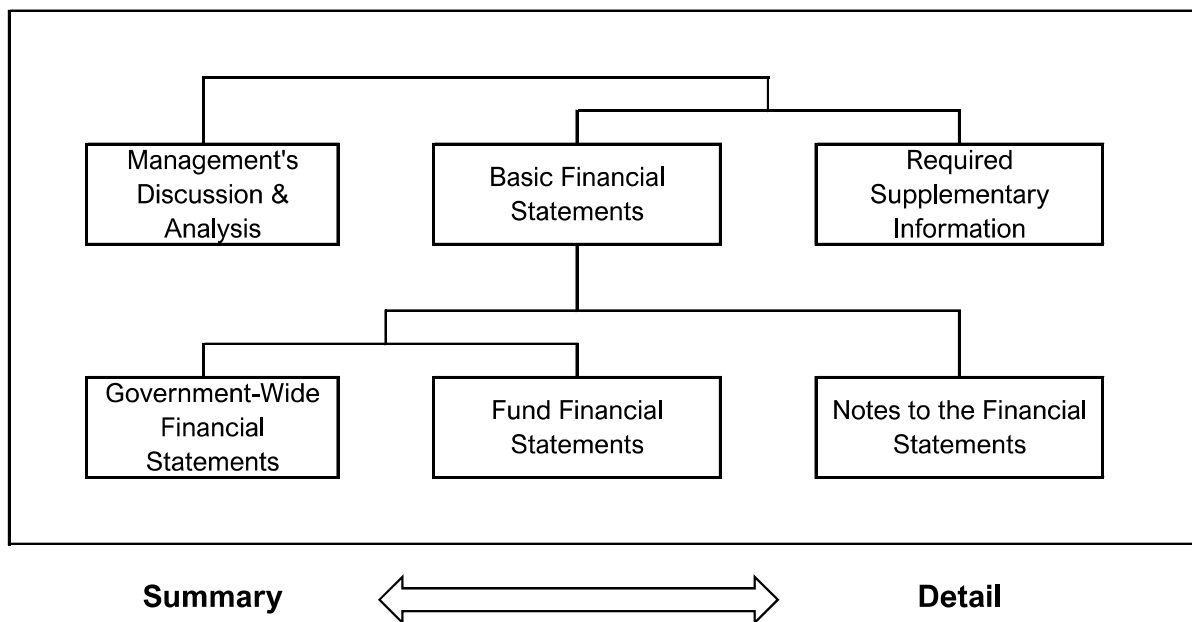 Management's
Discussion &
Analysis
Basic Financial
Statements
Required
Supplementary
Information
Government-Wide
Financial
Statements
Fund Financial
Statements
Notes to the Financial
Statements
Summary
Detail